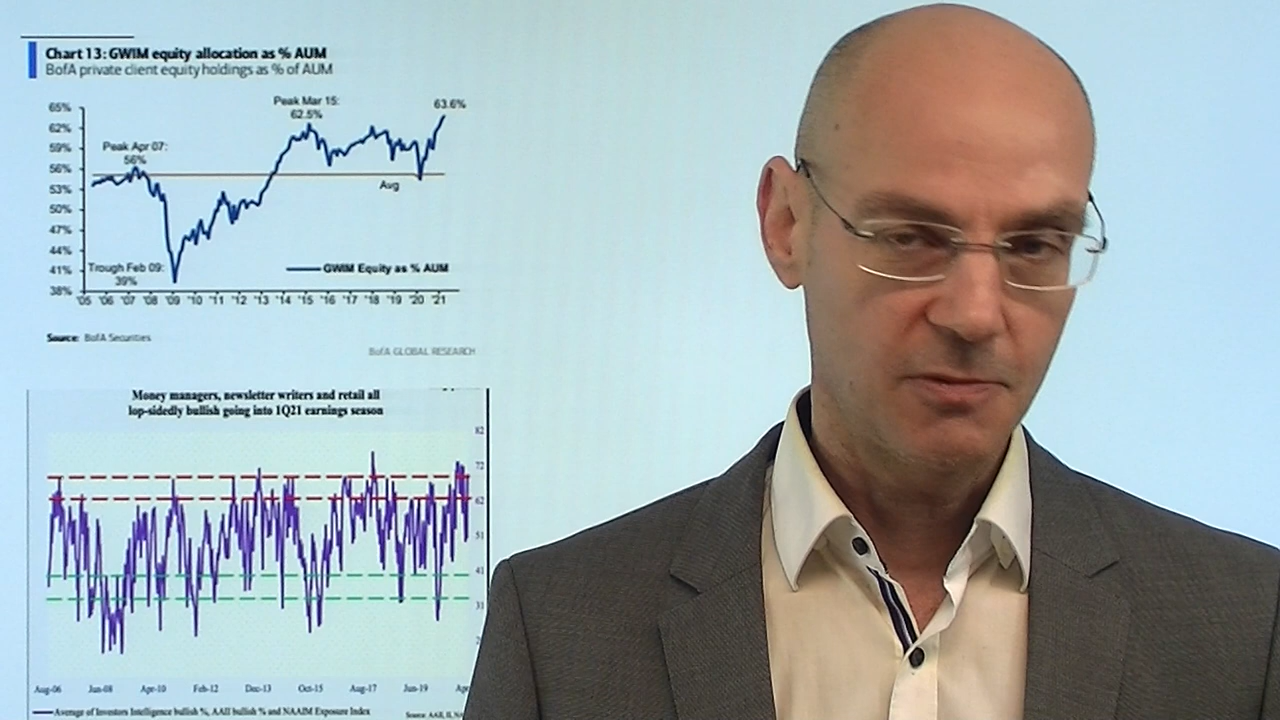 Chart 13: GWIM equity allocation as % AUM
BofA private client equity holdings as % of AUM
65%
62%
59%
56%
53%
50%
47%
44%
41%
38%
Peak Apr 07:
56%
Peak Mar 15:
62.5%
63.6%
Avg
Trough Feb 09:
39%
GWIM Equity as % AUM
'05 '06 '07 '08 '09 '10 '11 '12 '13 '14 '15 '16 '17 '18 '19 '20 '21
Source: BofA Securities
BofA GLOBAL RESEARCH
Money managers, newsletter writers and retail all
lop-sidedly bullish going into 1Q21 earnings season
82
72
62
51
41
31
2
Aug-06 Jun-08 Apr-10 Feb-12 Dec-13 Oct-15 Aug-17 Jun-19 Apr
Average of Investors Intelligence bullish %, AAII bullish % and NAAIM Exposure Index
Source: AAII, II, NA